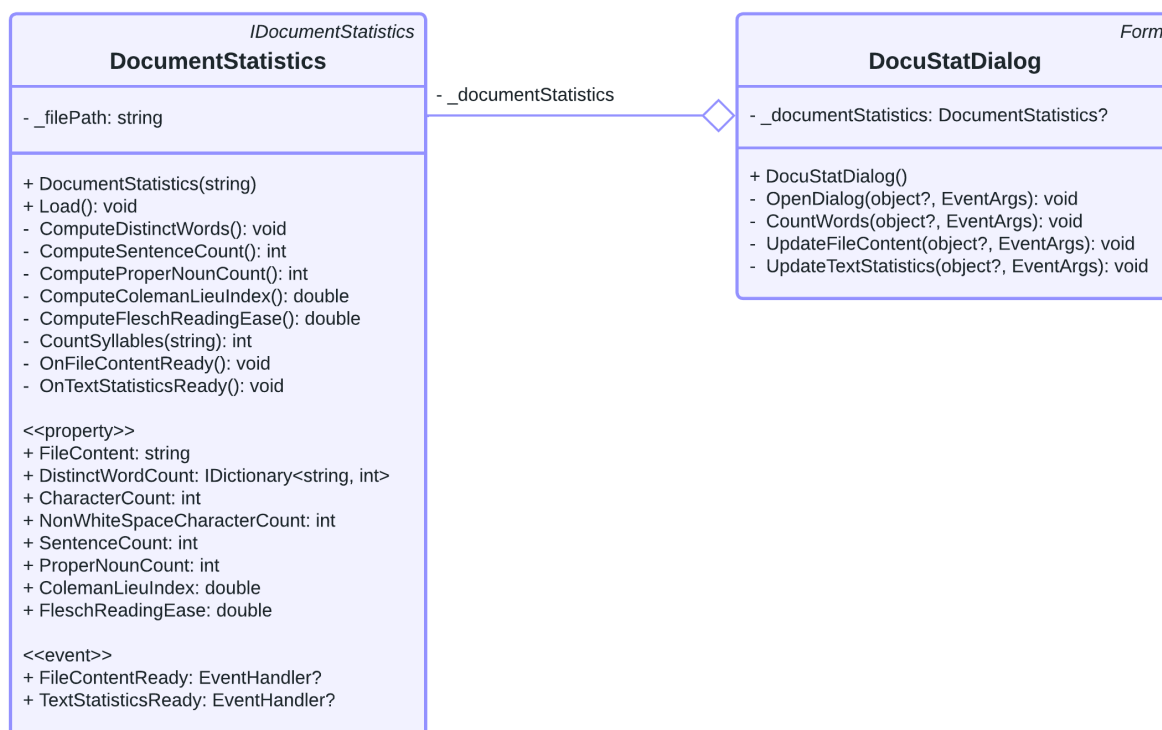 IDocumentStatistics
DocumentStatistics
- _filePath: string
+ DocumentStatistics(string)
+ Load(): void
- ComputeDistinctWords(): void
- ComputeSentenceCount(): int
- ComputeProperNounCount(): int
- ComputeColemanLieuIndex(): double
- ComputeFleschReadingEase(): double
- CountSyllables(string): int
- OnFileContentReady(): void
- OnTextStatisticsReady(): void
<<property>>
+ FileContent: string
+ DistinctWordCount: IDictionary<string, int>
+ CharacterCount: int
+ NonWhiteSpaceCharacterCount: int
+ SentenceCount: int
+ ProperNounCount: int
+ ColemanLieuIndex: double
+ FleschReadingEase: double
<<event>>
+ FileContentReady: EventHandler?
+ TextStatisticsReady: EventHandler?
- _documentStatistics
Form
DocuStatDialog
- _documentStatistics: DocumentStatistics?
+ DocuStatDialog()
- OpenDialog(object?, EventArgs): void
- CountWords(object?, EventArgs): void
- UpdateFileContent(object?, EventArgs): void
- UpdateTextStatistics(object?, EventArgs): void